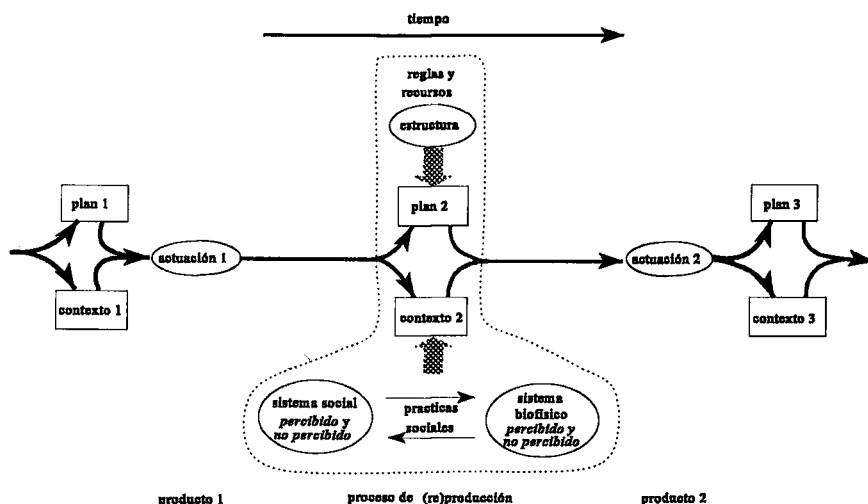 tiempo
reglas y
recursos
estructura
plan 1
plan 2
plan 3
actuación 1
actuación 2
contexto 1
contexto 2
contexto 3
sistema social
percibido y
no percibido
practicas
sociales
sistema
biofísico
percibido y
no percibido
producto 1
proceso de (re)producción
producto 2